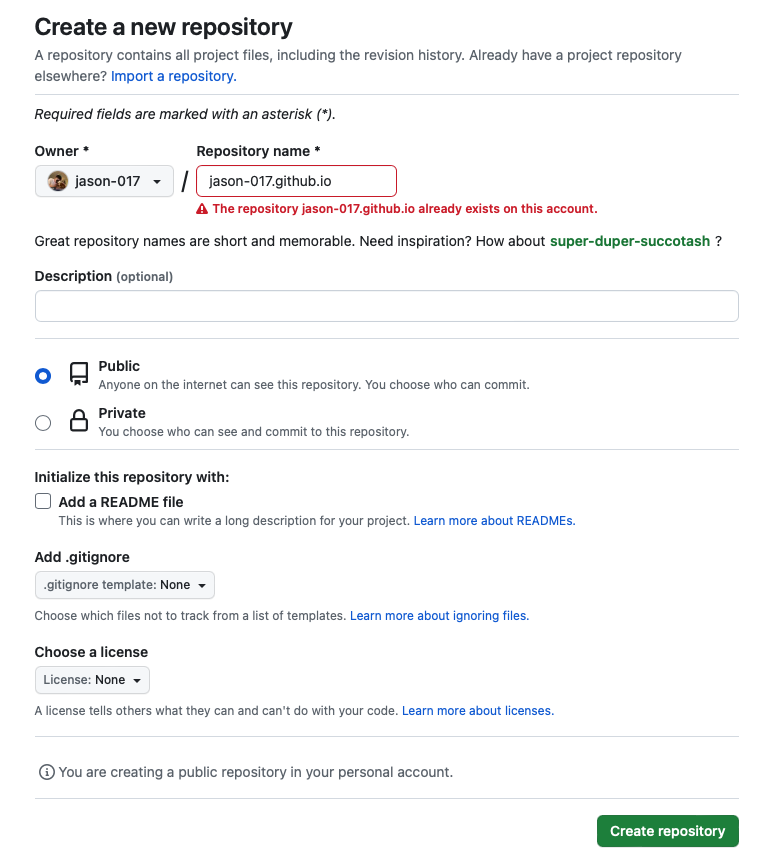 Create a new repository
A repository contains all project files, including the revision history. Already have a project repository
elsewhere? Import a repository.
Required fields are marked with an asterisk (*).
Owner * Repository name *
jason-017 / jason-017.github.io
The repository jason-017.github.io already exists on this account.
Great repository names are short and memorable. Need inspiration? How about super-duper-succotash ?
Description (optional)
Public
Anyone on the internet can see this repository. You choose who can commit.
Private
You choose who can see and commit to this repository.
Initialize this repository with:
Add a README file
This is where you can write a long description for your project. Learn more about READMEs.
Add .gitignore
.gitignore template: None
Choose which files not to track from a list of templates. Learn more about ignoring files.
Choose a license
License: None
A license tells others what they can and can't do with your code. Learn more about licenses.
You are creating a public repository in your personal account.
Create repository